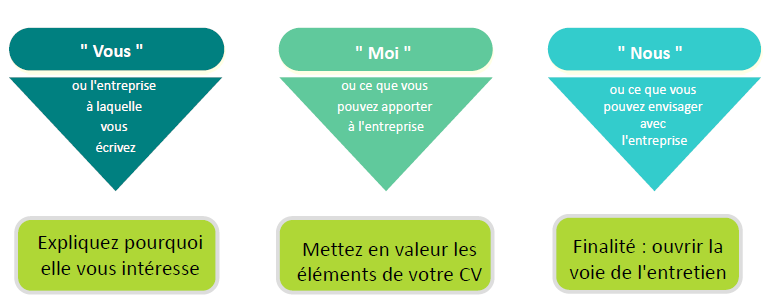 " Vous "
ou l'entreprise
à laquelle
vous
écrivez
Expliquez pourquoi
elle vous intéresse
" Moi "
ou ce que vous
pouvez apporter
à l'entreprise
Mettez en valeur les
éléments de votre CV
" Nous "
ou ce que vous
pouvez envisager
avec
l'entreprise
Finalité : ouvrir la
voie de l'entretien